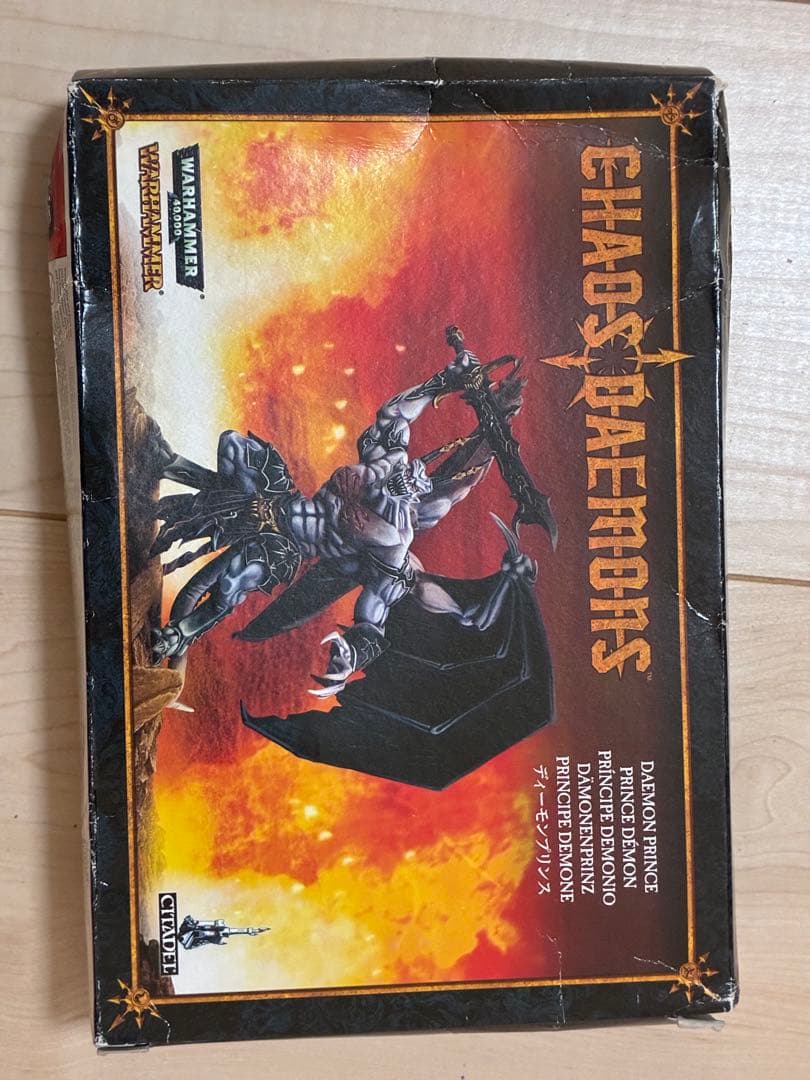 CHAOS DAEMONS™
DAEMON PRINCE
PRINCE DÉMON
PRÍNCIPE DEMONIO
DÄMONENPRINZ
PRINCIPE DEMONE
ディーモンプリンス
WARHAMMER®
40,000
WARHAMMER®
CITADEL